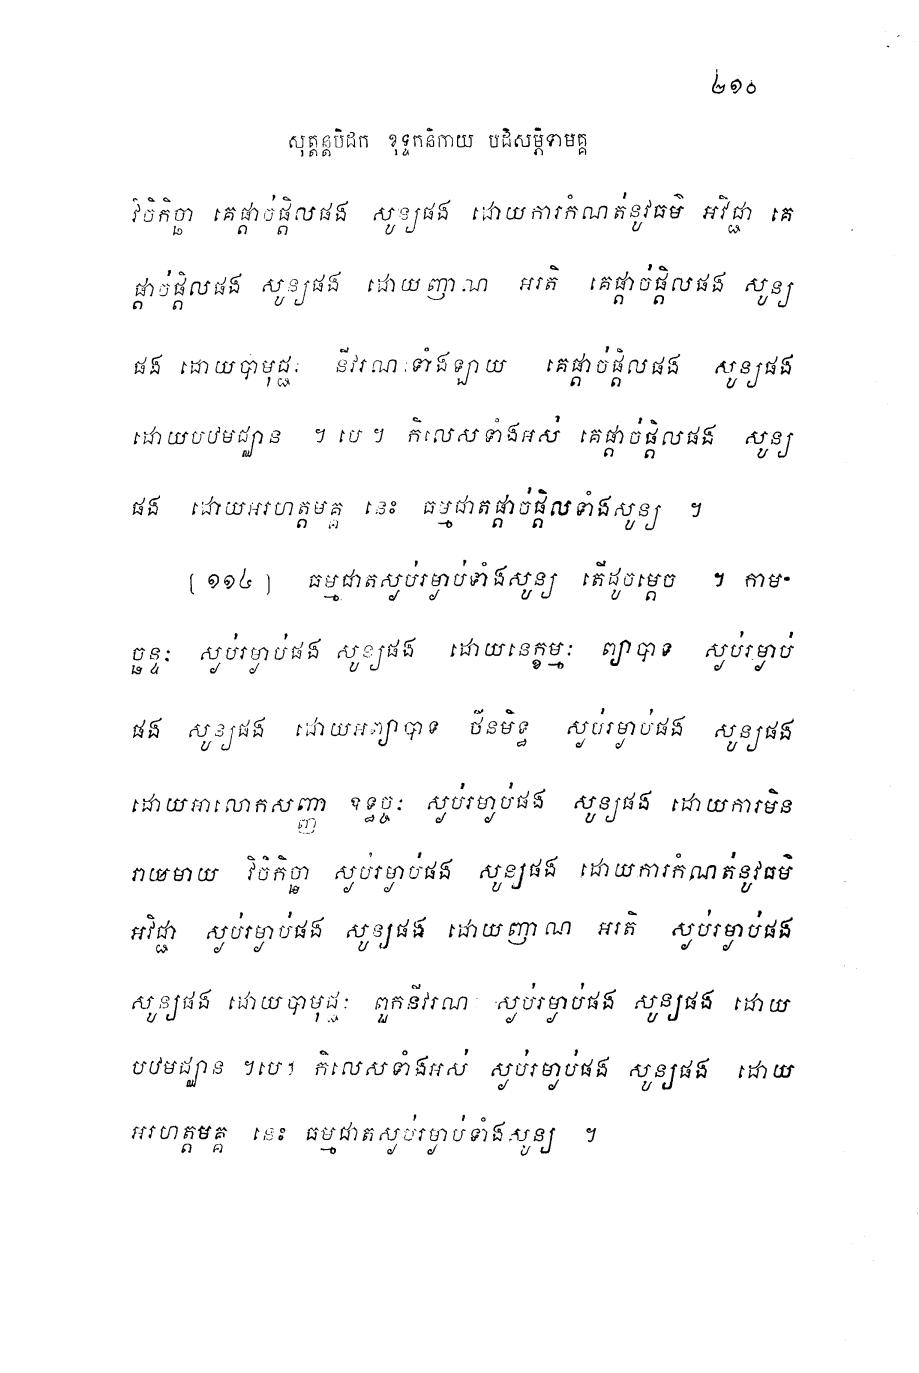 ២១០
សុត្តន្តបិដក ខុទ្ទកនិកាយ បដិសម្ភិទាមគ្គ
វិចិកិច្ឆា គេផ្តាច់ផ្តិលផង សូន្យផង ដោយការកំណត់នូវធម៌ អវិជ្ជា គេ
ផ្តាច់ផ្តិលផង សូន្យផង ដោយញាណ អរតិ គេផ្តាច់ផ្តិលផង សូន្យ
ផង ដោយបាមុជ្ជៈ នីវរណៈទាំងឡាយ គេផ្តាច់ផ្តិលផង សូន្យផង
ដោយបឋមជ្ឈាន ។ បេ ។ កិលេសទាំងអស់ គេផ្តាច់ផ្តិលផង សូន្យ
ផង ដោយអរហត្តមគ្គ នេះ ធម្មជាតផ្តាច់ផ្តិលទាំងសូន្យ ។
[ ១១៤ ] ធម្មជាតស្ងប់រម្ងាប់ទាំងសូន្យ តើដូចម្តេច ។ កាម-
ច្ឆន្ទៈ ស្ងប់រម្ងាប់ផង សូន្យផង ដោយនេក្ខម្មៈ ព្យាបាទ ស្ងប់រម្ងាប់
ផង សូន្យផង ដោយអព្យាបាទ ថីនមិទ្ធ ស្ងប់រម្ងាប់ផង សូន្យផង
ដោយអាលោកសញ្ញា ឧទ្ធច្ចៈ ស្ងប់រម្ងាប់ផង សូន្យផង ដោយការមិន
រាយមាយ វិចិកិច្ឆា ស្ងប់រម្ងាប់ផង សូន្យផង ដោយការកំណត់នូវធម៌
អវិជ្ជា ស្ងប់រម្ងាប់ផង សូន្យផង ដោយញាណ អរតិ ស្ងប់រម្ងាប់ផង
សូន្យផង ដោយបាមុជ្ជៈ ពួកនីវរណៈ ស្ងប់រម្ងាប់ផង សូន្យផង ដោយ
បឋមជ្ឈាន ។បេ។ កិលេសទាំងអស់ ស្ងប់រម្ងាប់ផង សូន្យផង ដោយ
អរហត្តមគ្គ នេះ ធម្មជាតស្ងប់រម្ងាប់ទាំងសូន្យ ។